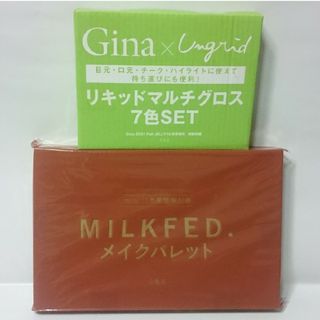 Gina × Ungrid
目元・口元・チーク・ハイライトに使えて
持ち運びにも便利！
リキッドマルチグロス
7色SET
MILKFED.
メイクパレット